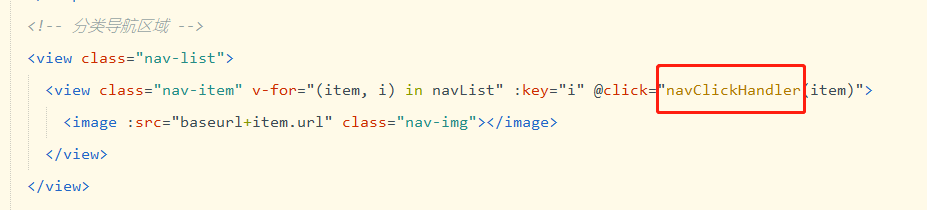 <!-- 分类导航区域 -->
<view class="nav-list">
<view class="nav-item" v-for="(item, i) in navList" :key="i" @click="navClickHandler(item)">
<image :src="baseurl+item.url" class="nav-img"></image>
</view>
</view>